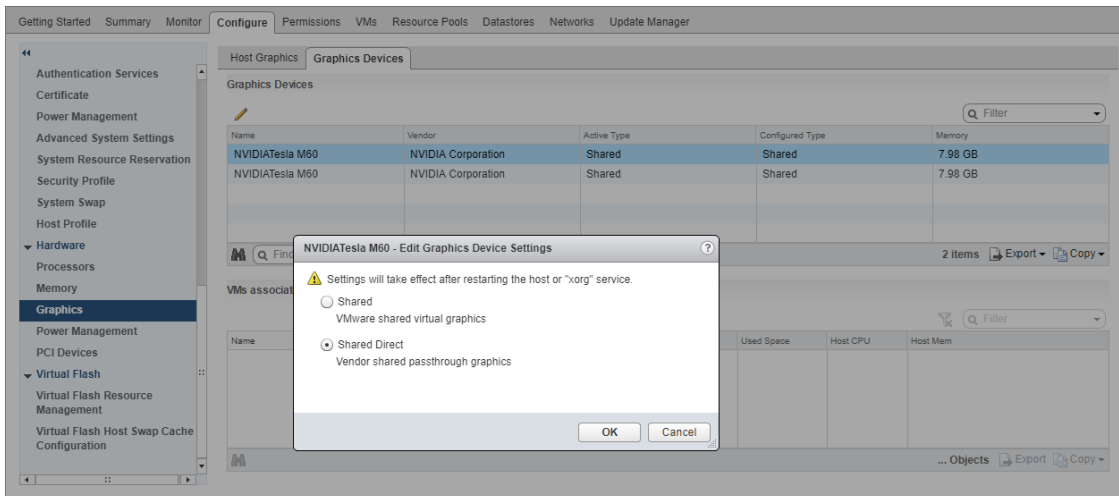 Getting Started Summary Monitor Configure Permissions VMs Resource Pools Datastores Networks Update Manager
Authentication Services
Certificate
Power Management
Advanced System Settings
System Resource Reservation
Security Profile
System Swap
Host Profile
Hardware
Processors
Memory
Graphics
Power Management
PCI Devices
Virtual Flash
Virtual Flash Resource
Management
Virtual Flash Host Swap Cache
Configuration
Host Graphics Graphics Devices
Graphics Devices
Filter
Name Vendor Active Type Configured Type Memory
NVIDIATesla M60 NVIDIA Corporation Shared Shared 7.98 GB
NVIDIATesla M60 NVIDIA Corporation Shared Shared 7.98 GB
Find
2 items Export Copy
VMs associat
Filter
Name Used Space Host CPU Host Mem
... Objects Export Copy
NVIDIATesla M60 - Edit Graphics Device Settings ?
Settings will take effect after restarting the host or "xorg" service.
Shared
VMware shared virtual graphics
Shared Direct
Vendor shared passthrough graphics
OK Cancel